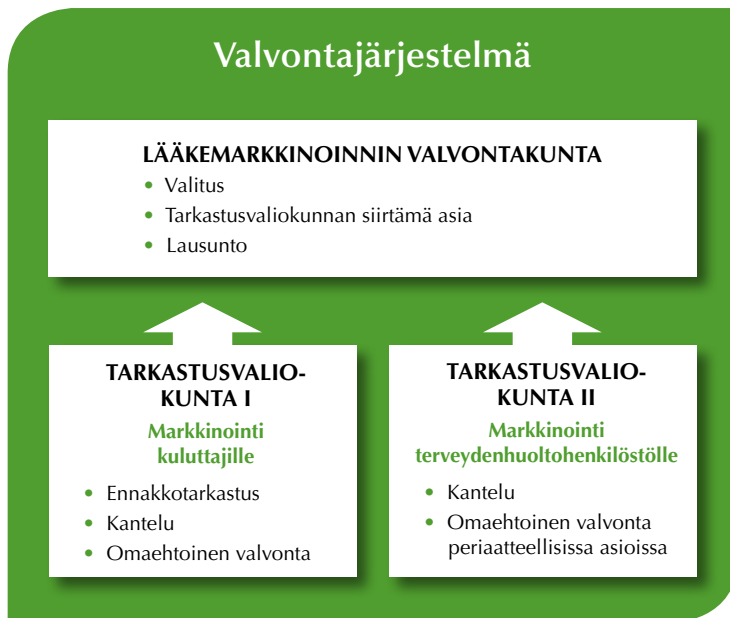 Valvontajärjestelmä
LÄÄKEMARKKINOINNIN VALVONTAKUNTA
• Valitus
• Tarkastusvaliokunnan siirtämä asia
• Lausunto
TARKASTUSVALIO-
KUNTA I
Markkinointi
kuluttajille
• Ennakkotarkastus
• Kantelu
• Omaehtoinen valvonta
TARKASTUSVALIO-
KUNTA II
Markkinointi
terveydenhuoltohenkilöstölle
• Kantelu
• Omaehtoinen valvonta
periaatteellisissa asioissa